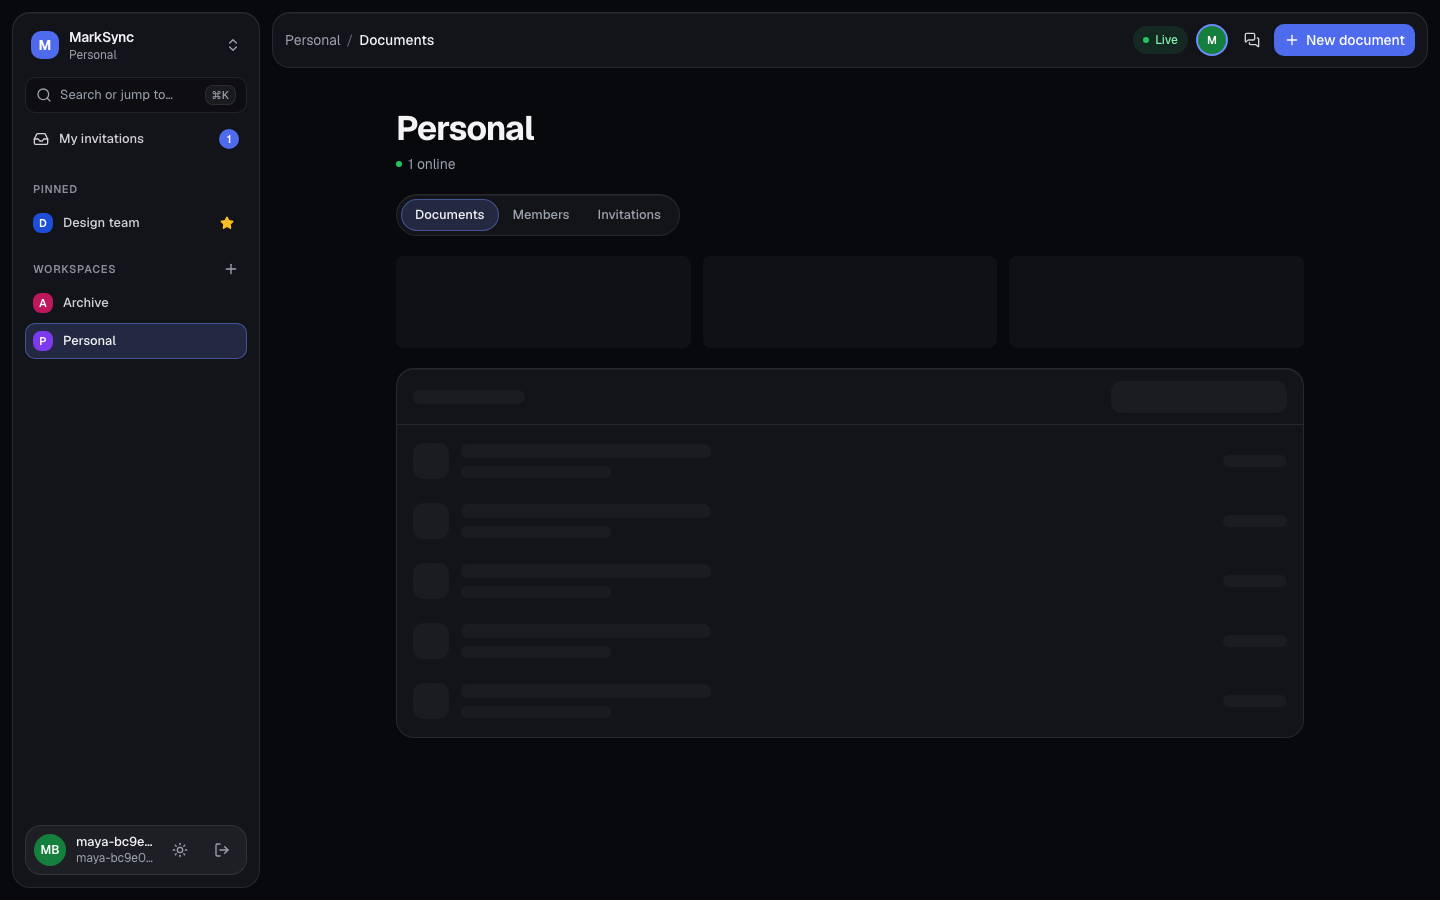 M
MarkSync
Personal
Search or jump to...
⌘K
My invitations
1
PINNED
D
Design team
WORKSPACES
A
Archive
P
Personal
MB
maya-bc9e...
maya-bc9e0...
Personal / Documents
Live
M
New document
Personal
1 online
Documents
Members
Invitations